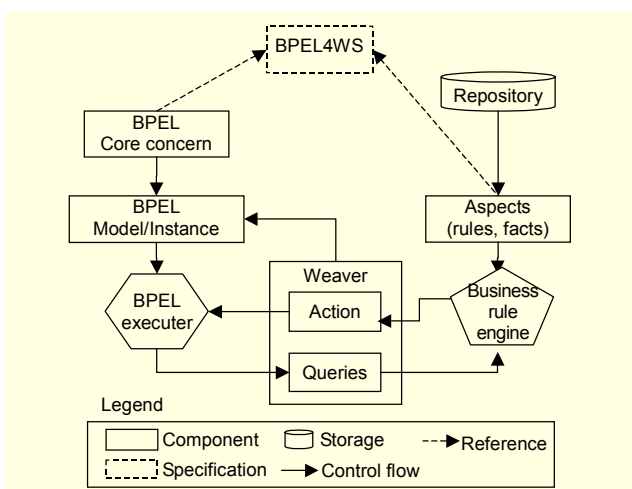 BPEL4WS
Repository
BPEL
Core concern
BPEL
Model/Instance
Aspects
(rules, facts)
Weaver
BPEL
executer
Action
Business
rule
engine
Queries
Legend
Component
Storage
Reference
Specification
Control flow